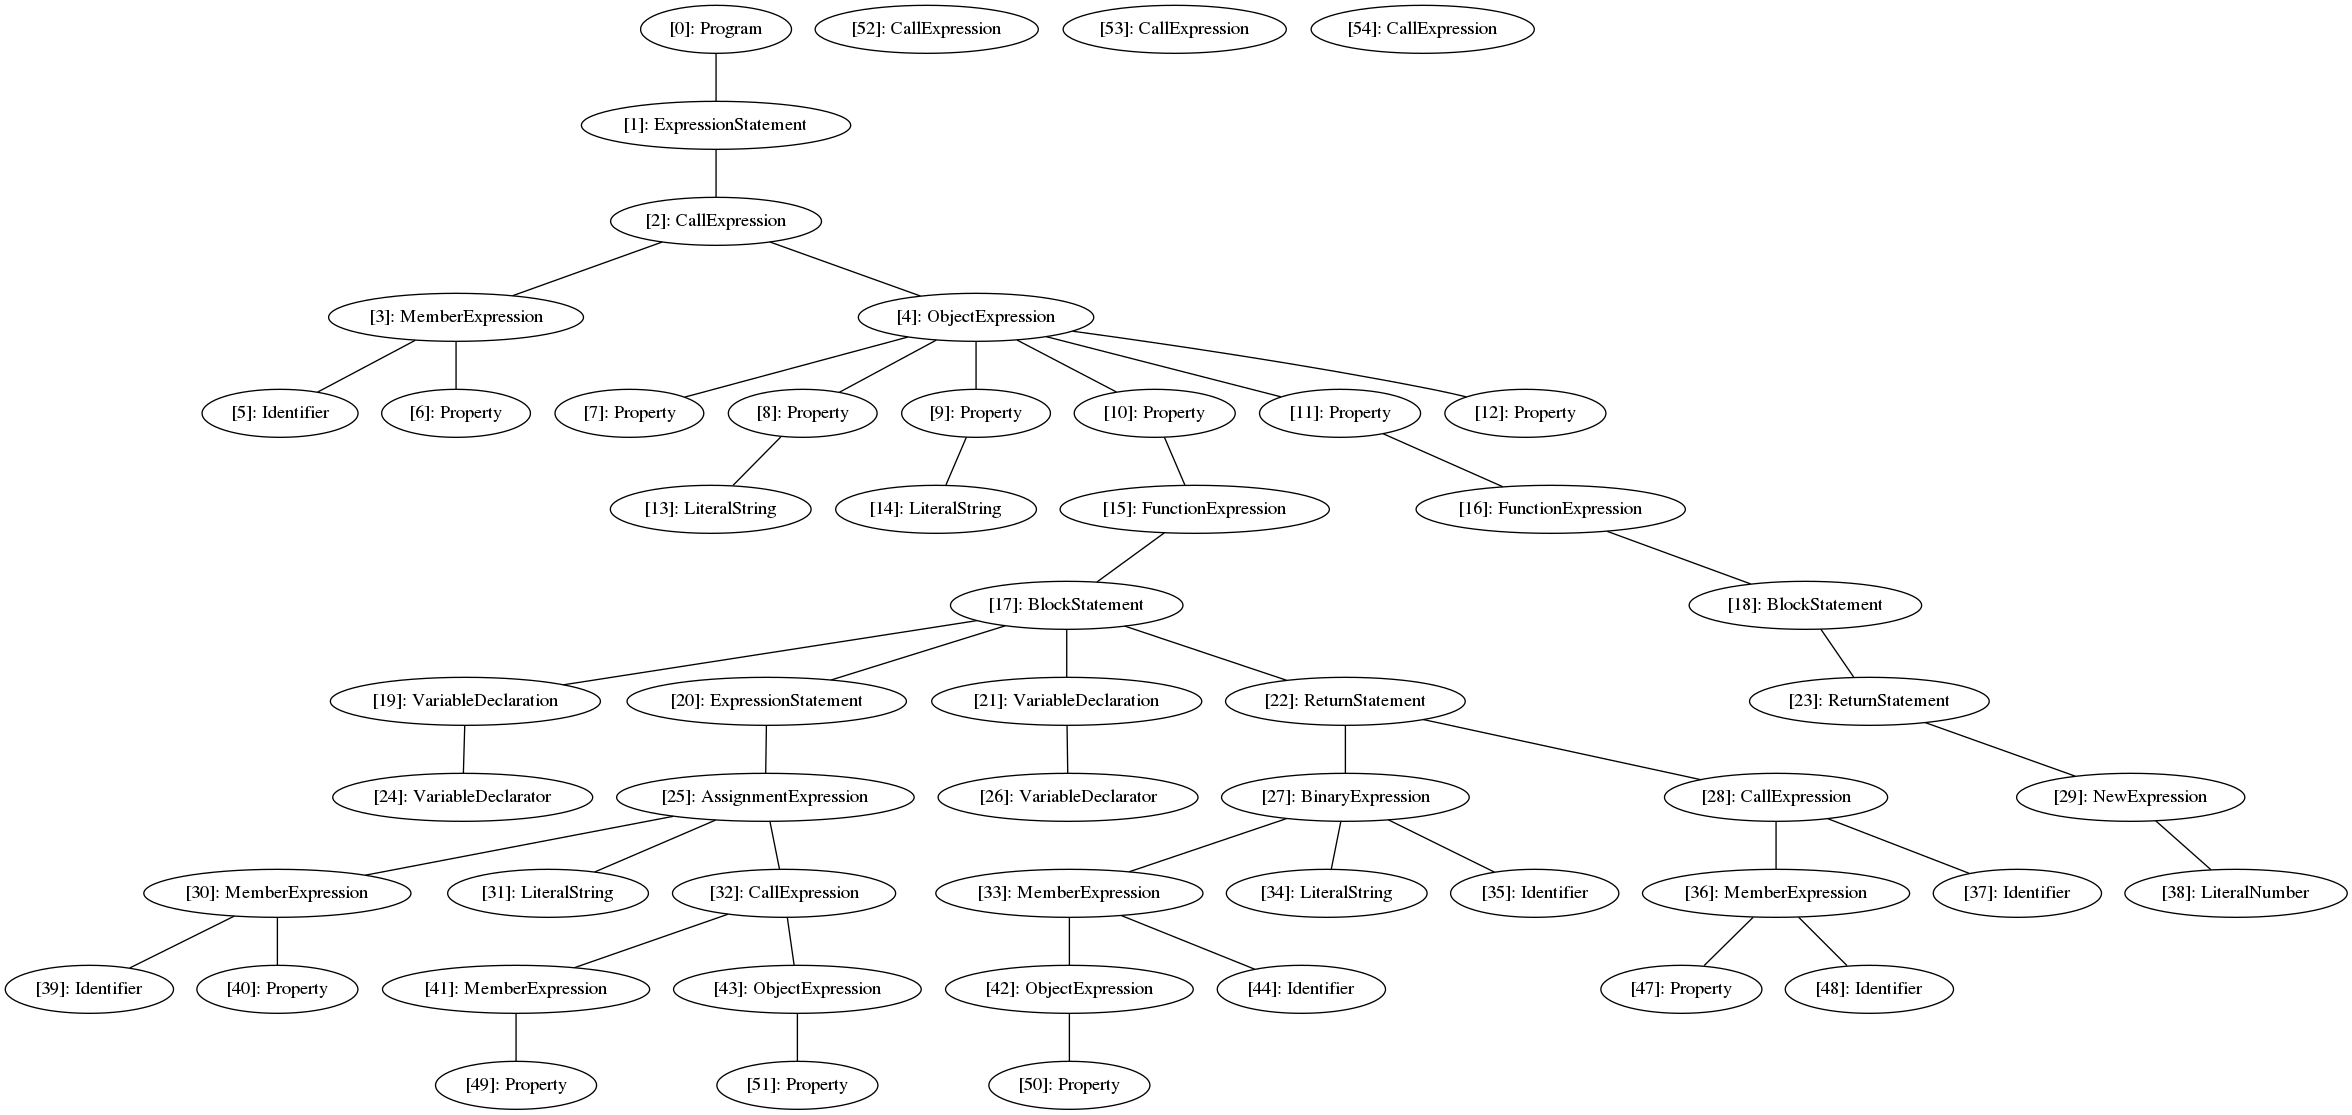 [0]: Program
[52]: CallExpression
[53]: CallExpression
[54]: CallExpression
[1]: ExpressionStatement
[2]: CallExpression
[3]: MemberExpression
[4]: ObjectExpression
[5]: Identifier
[6]: Property
[7]: Property
[8]: Property
[9]: Property
[10]: Property
[11]: Property
[12]: Property
[13]: LiteralString
[14]: LiteralString
[15]: FunctionExpression
[16]: FunctionExpression
[17]: BlockStatement
[18]: BlockStatement
[19]: VariableDeclaration
[20]: ExpressionStatement
[21]: VariableDeclaration
[22]: ReturnStatement
[23]: ReturnStatement
[24]: VariableDeclarator
[25]: AssignmentExpression
[26]: VariableDeclarator
[27]: BinaryExpression
[28]: CallExpression
[29]: NewExpression
[30]: MemberExpression
[31]: LiteralString
[32]: CallExpression
[33]: MemberExpression
[34]: LiteralString
[35]: Identifier
[36]: MemberExpression
[37]: Identifier
[38]: LiteralNumber
[39]: Identifier
[40]: Property
[41]: MemberExpression
[43]: ObjectExpression
[42]: ObjectExpression
[44]: Identifier
[47]: Property
[48]: Identifier
[49]: Property
[51]: Property
[50]: Property